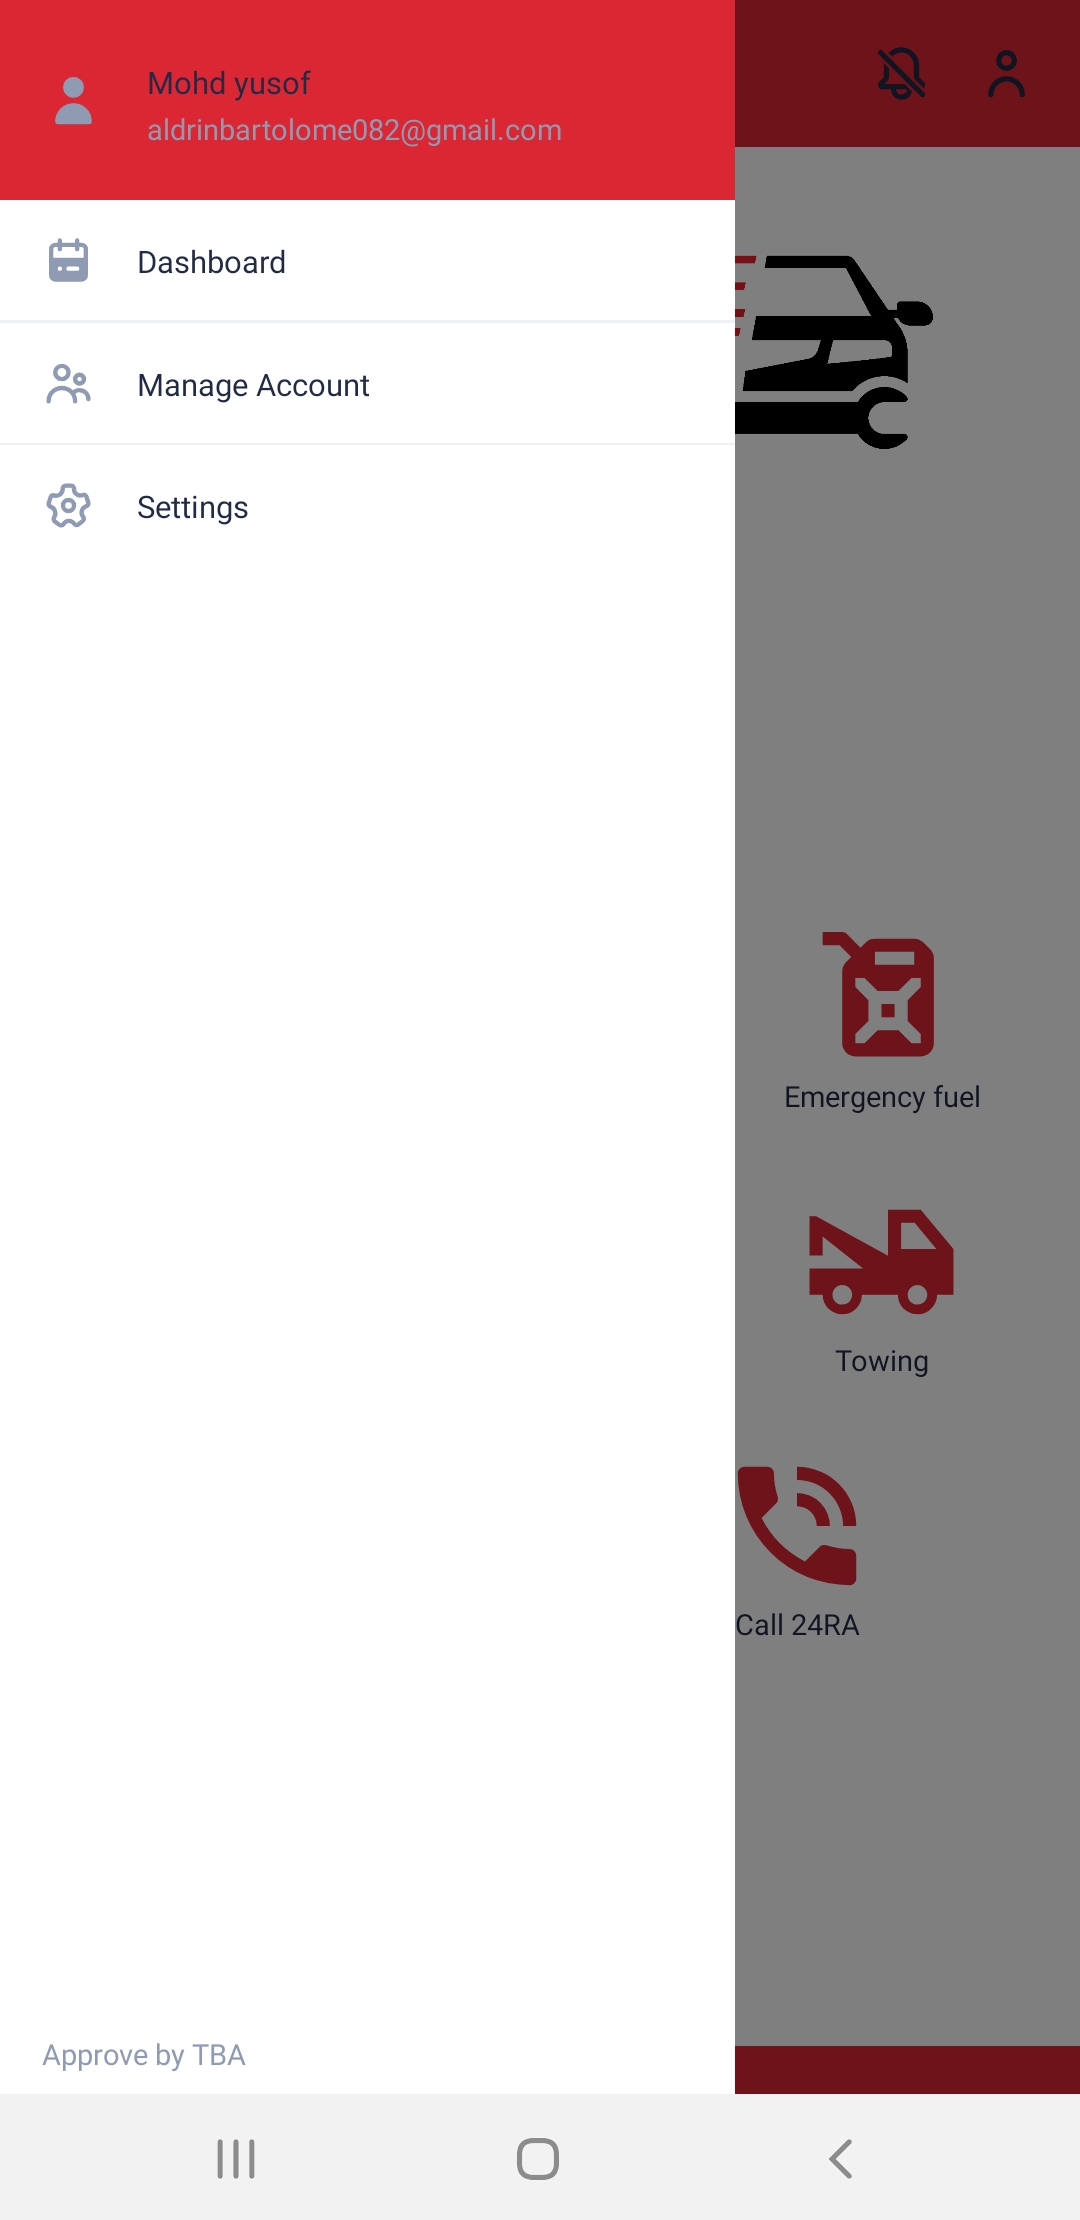 Mohd yusof
aldrinbartolome082@gmail.com
Dashboard
Manage Account
Settings
Emergency fuel
Towing
Call 24RA
Approve by TBA